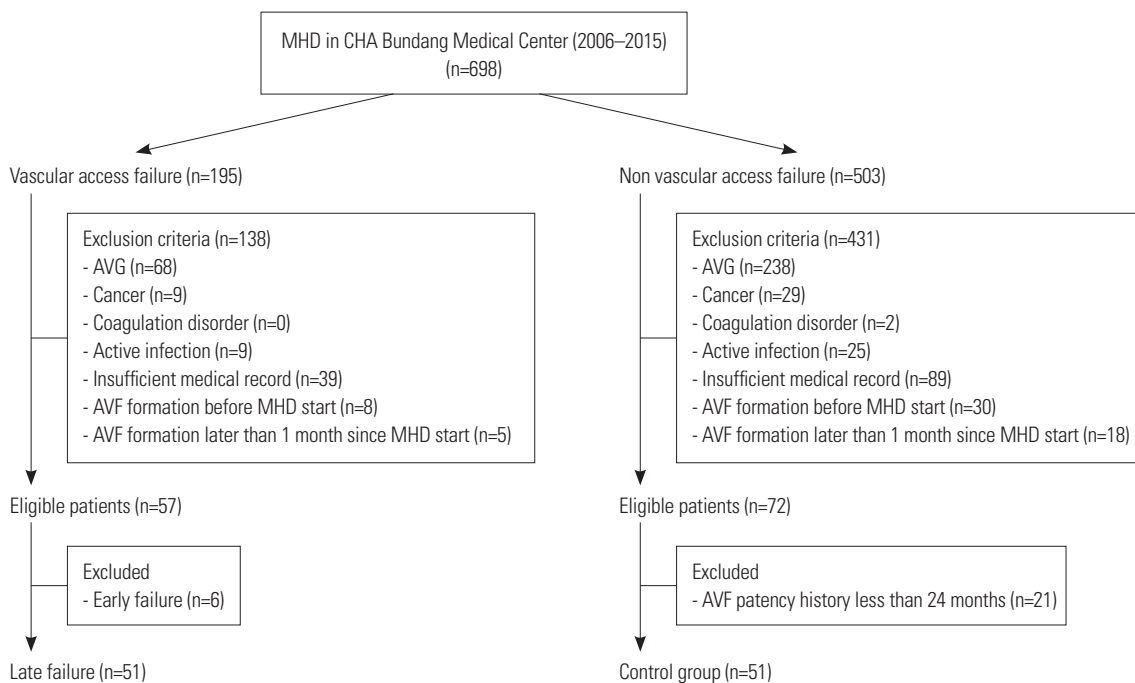 MHD in CHA Bundang Medical Center (2006–2015)
(n=698)
Vascular access failure (n=195)
Exclusion criteria (n=138)
- AVG (n=68)
- Cancer (n=9)
- Coagulation disorder (n=0)
- Active infection (n=9)
- Insufficient medical record (n=39)
- AVF formation before MHD start (n=8)
- AVF formation later than 1 month since MHD start (n=5)
Eligible patients (n=57)
Excluded
- Early failure (n=6)
Late failure (n=51)
Non vascular access failure (n=503)
Exclusion criteria (n=431)
- AVG (n=238)
- Cancer (n=29)
- Coagulation disorder (n=2)
- Active infection (n=25)
- Insufficient medical record (n=89)
- AVF formation before MHD start (n=30)
- AVF formation later than 1 month since MHD start (n=18)
Eligible patients (n=72)
Excluded
- AVF patency history less than 24 months (n=21)
Control group (n=51)